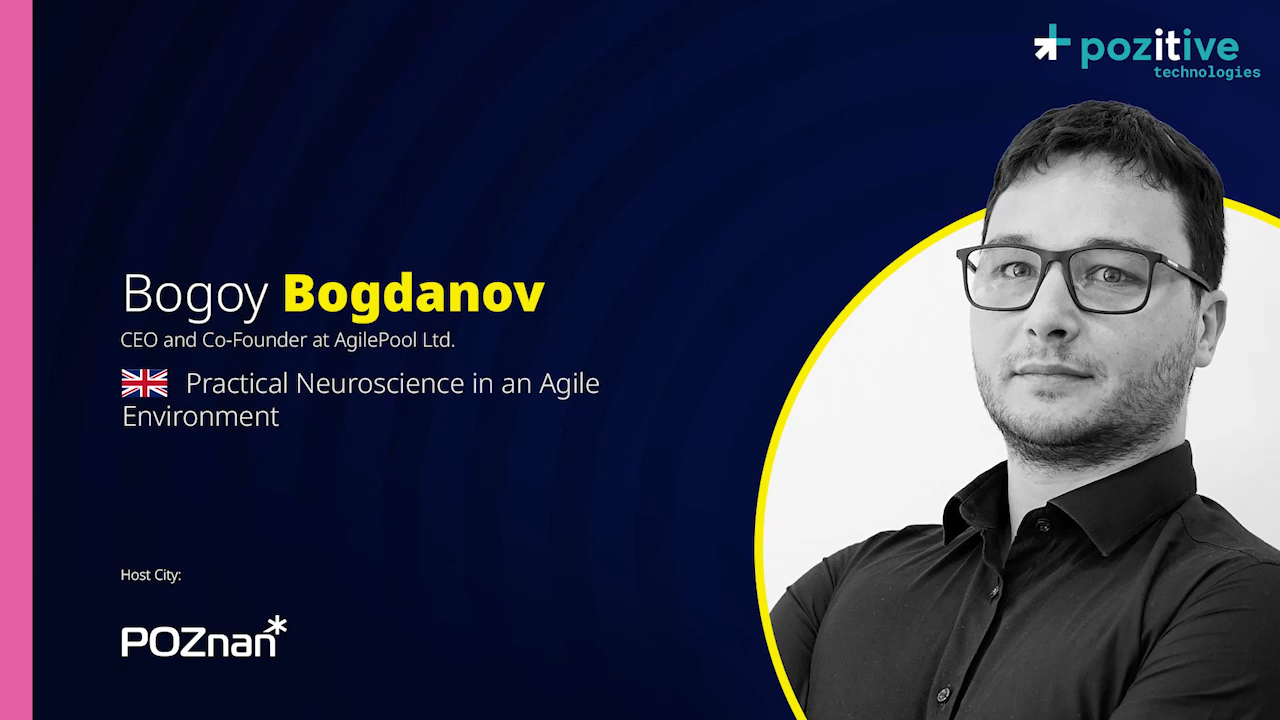 pozitive
technologies
Bogoy Bogdanov
CEO and Co-Founder at AgilePool Ltd.
Practical Neuroscience in an Agile
Environment
Host City:
POZnan*